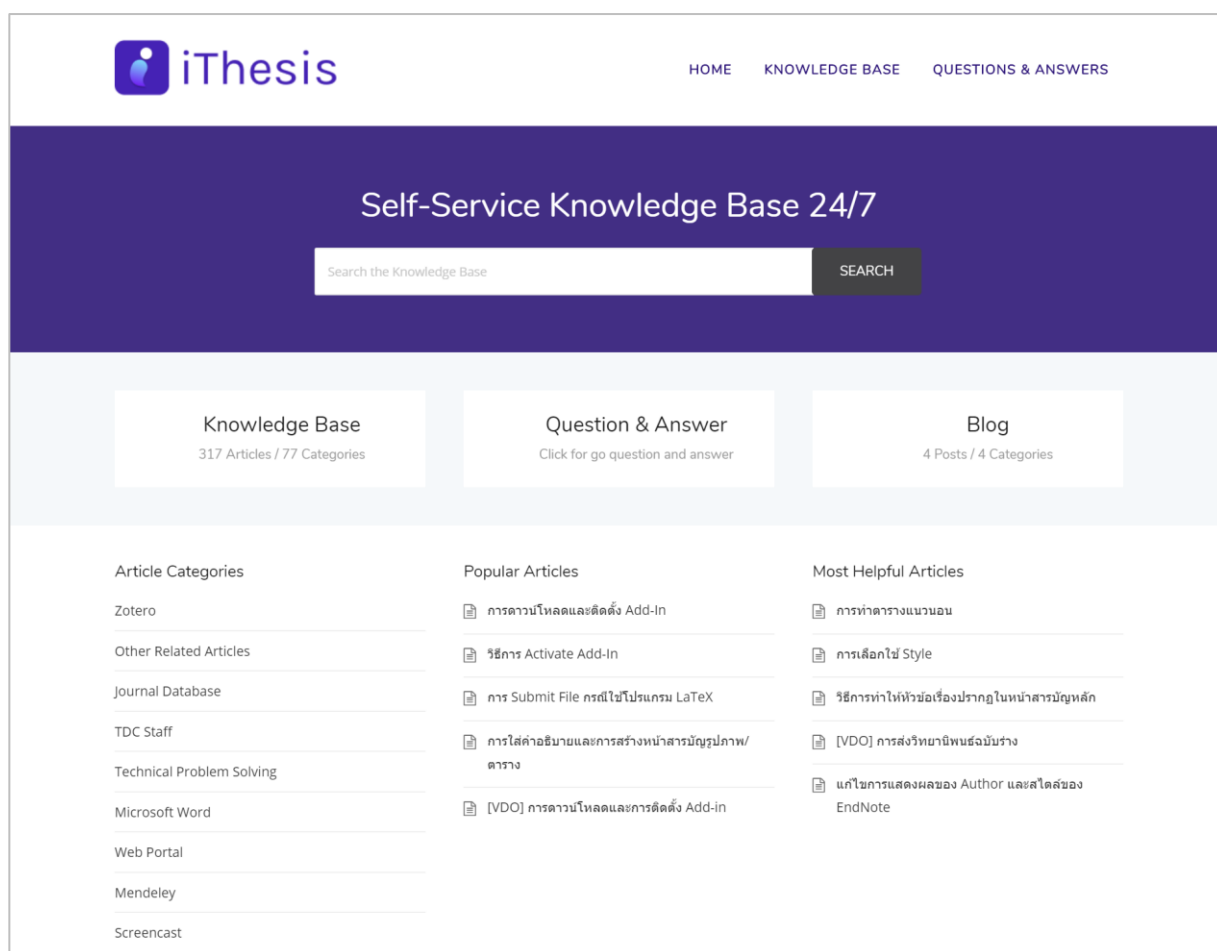 iThesis
HOME KNOWLEDGE BASE QUESTIONS & ANSWERS
Self-Service Knowledge Base 24/7
Search the Knowledge Base
SEARCH
Knowledge Base
317 Articles / 77 Categories
Question & Answer
Click for go question and answer
Blog
4 Posts / 4 Categories
Article Categories
Zotero
Other Related Articles
Journal Database
TDC Staff
Technical Problem Solving
Microsoft Word
Web Portal
Mendeley
Screencast
Popular Articles
การดาวน์โหลดและติดตั้ง Add-In
วิธีการ Activate Add-In
การ Submit File กรณีใช้โปรแกรม LaTeX
การใส่คำอธิบายและการสร้างหน้าสารบัญรูปภาพ/
ตาราง
[VDO] การดาวน์โหลดและการติดตั้ง Add-in
Most Helpful Articles
การทำตารางแนวนอน
การเลือกใช้ Style
วิธีการทำให้หัวข้อเรื่องปรากฏในหน้าสารบัญหลัก
[VDO] การส่งวิทยานิพนธ์ฉบับร่าง
แก้ไขการแสดงผลของ Author และสไตล์ของ
EndNote